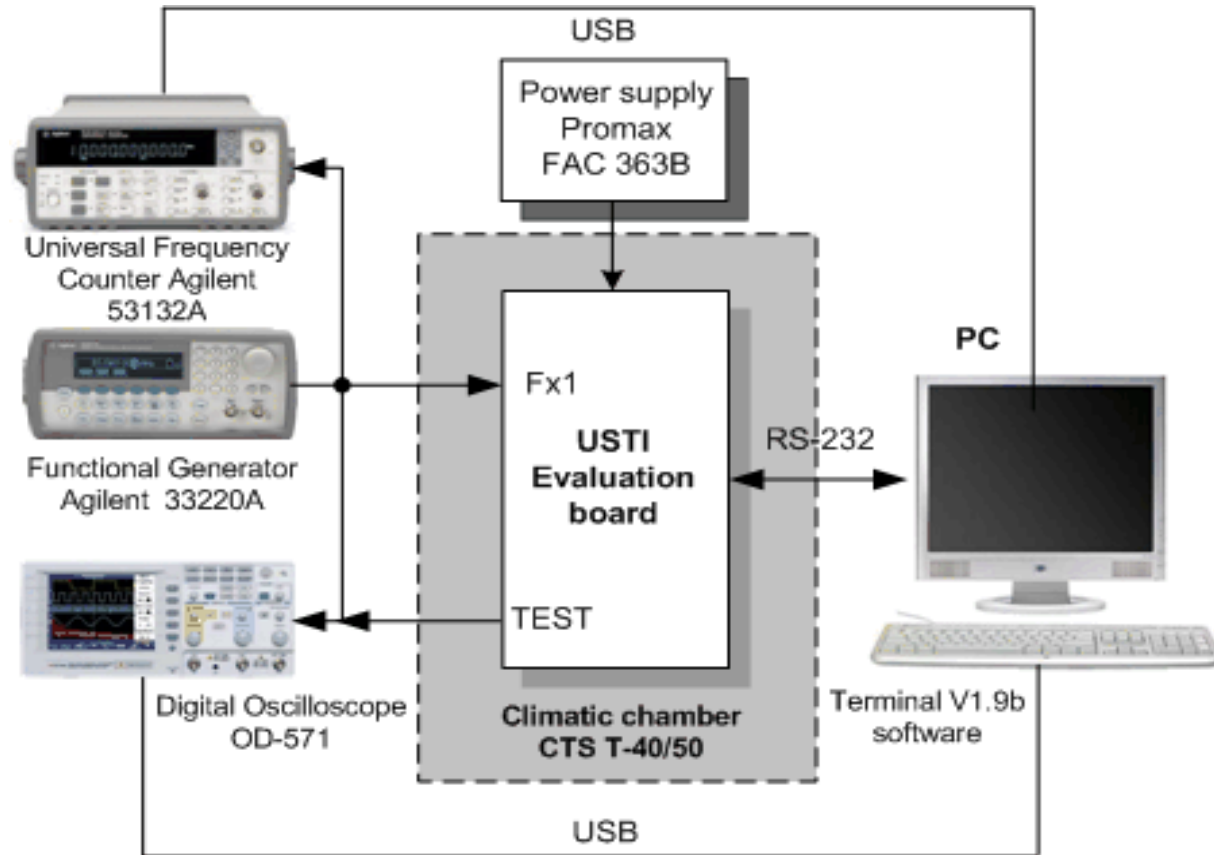 USB
Power supply
Promax
FAC 363B
Universal Frequency
Counter Agilent
53132A
PC
Fx1
RS-232
USTI
Evaluation
board
Functional Generator
Agilent 33220A
TEST
Digital Oscilloscope
OD-571
Climatic chamber
CTS T-40/50
Terminal V1.9b
software
USB